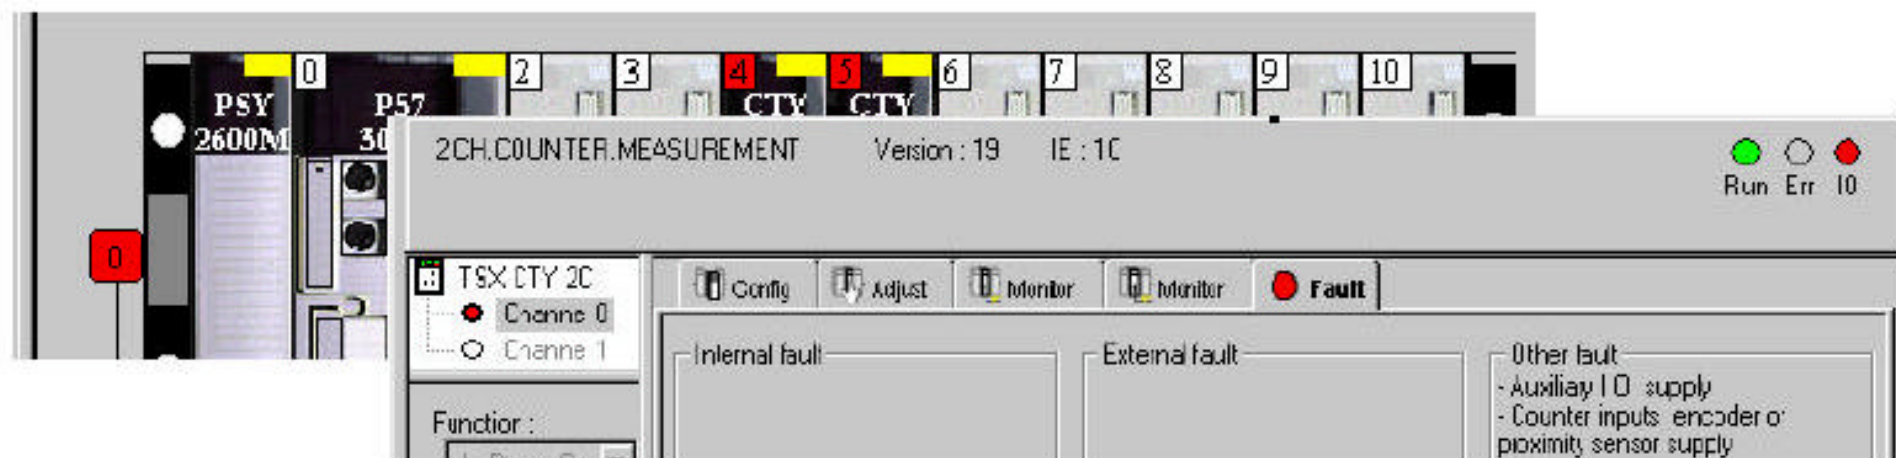 0 2 3 4 5 6 7 8 9 10
PSY P57 CTY CTY
2600M 30
2CH.COUNTER.MEASUREMENT Version : 19 IE : 10
Run Err IO
0
TSX CTY 2C
Channel 0
Channel 1
Config Adjust Monitor Monitor Fault
Internal fault External fault Other fault
- Auxiliary I O supply
- Counter inputs encoder or
proximity sensor supply
Function :